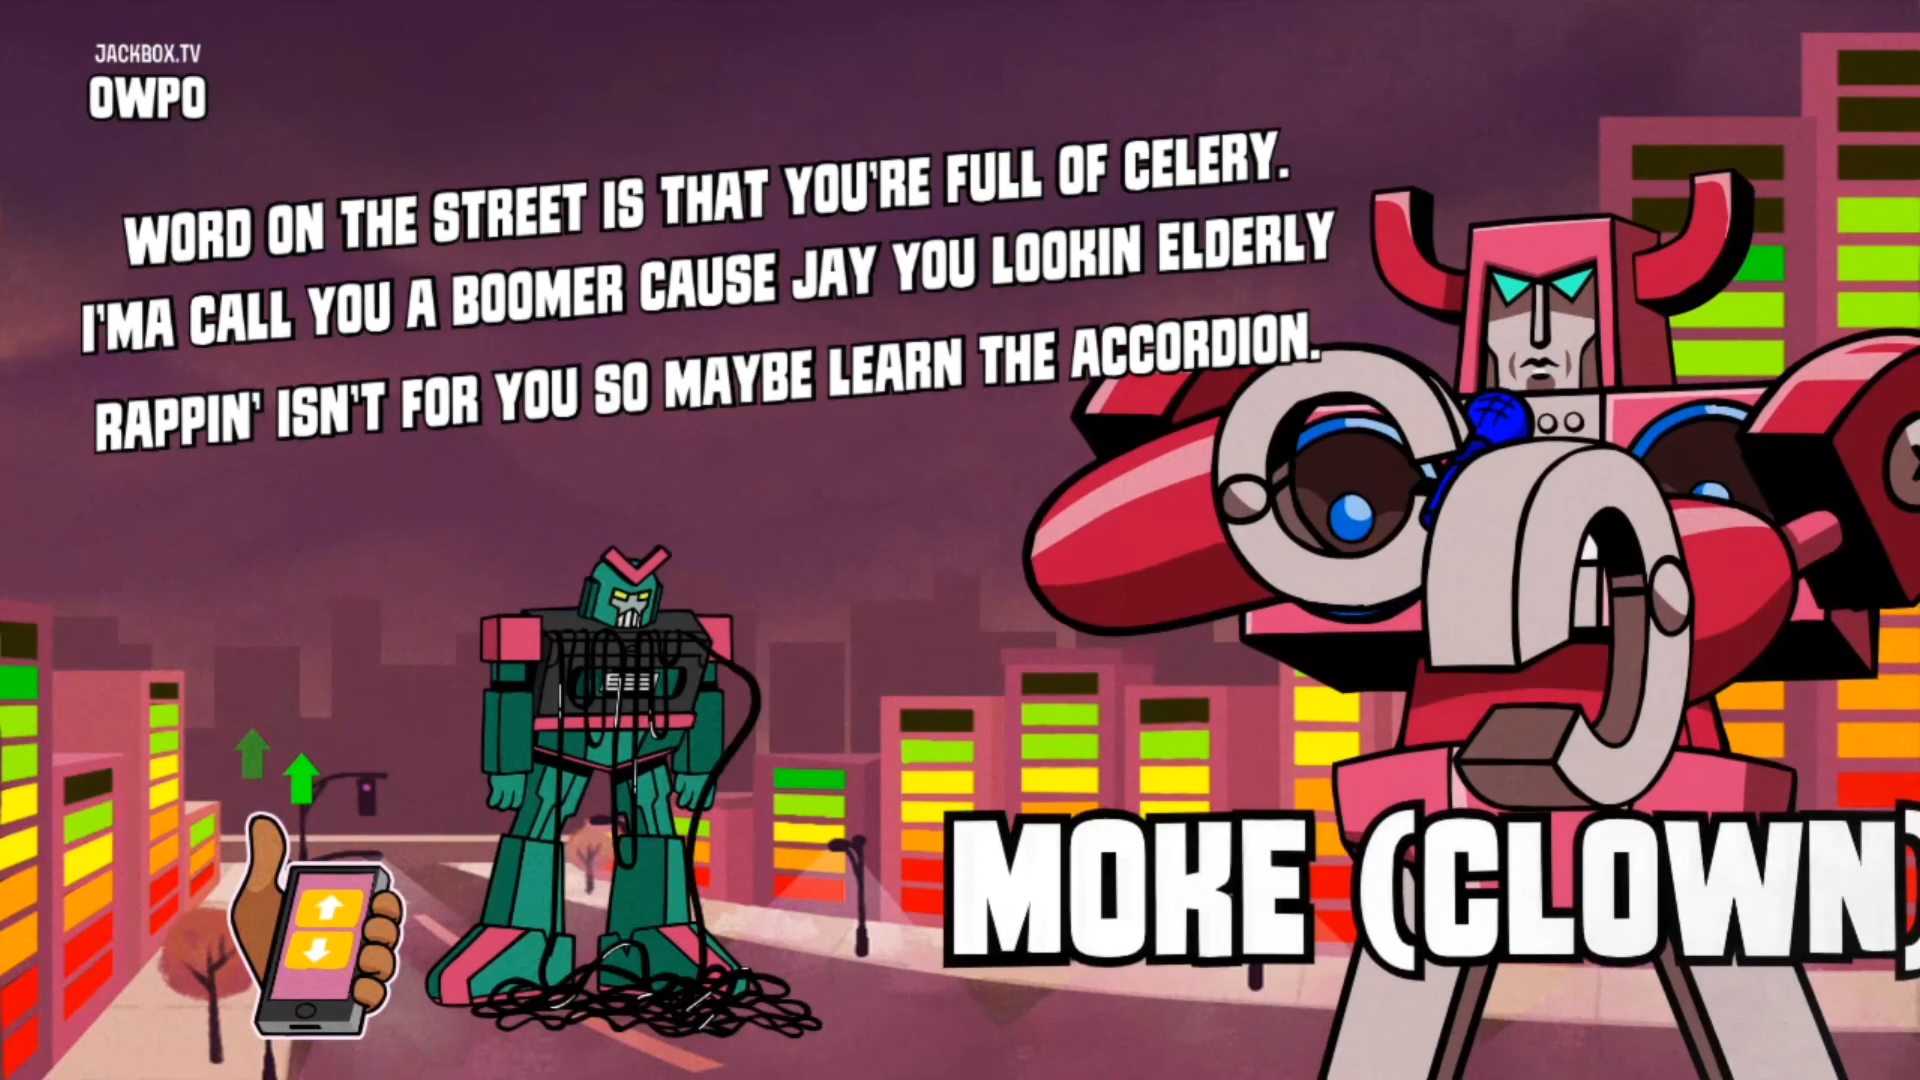 JACKBOX.TV
OWPO
WORD ON THE STREET IS THAT YOU'RE FULL OF CELERY.
I'MA CALL YOU A BOOMER CAUSE JAY YOU LOOKIN ELDERLY
RAPPIN' ISN'T FOR YOU SO MAYBE LEARN THE ACCORDION.
MOKE (CLOWN)